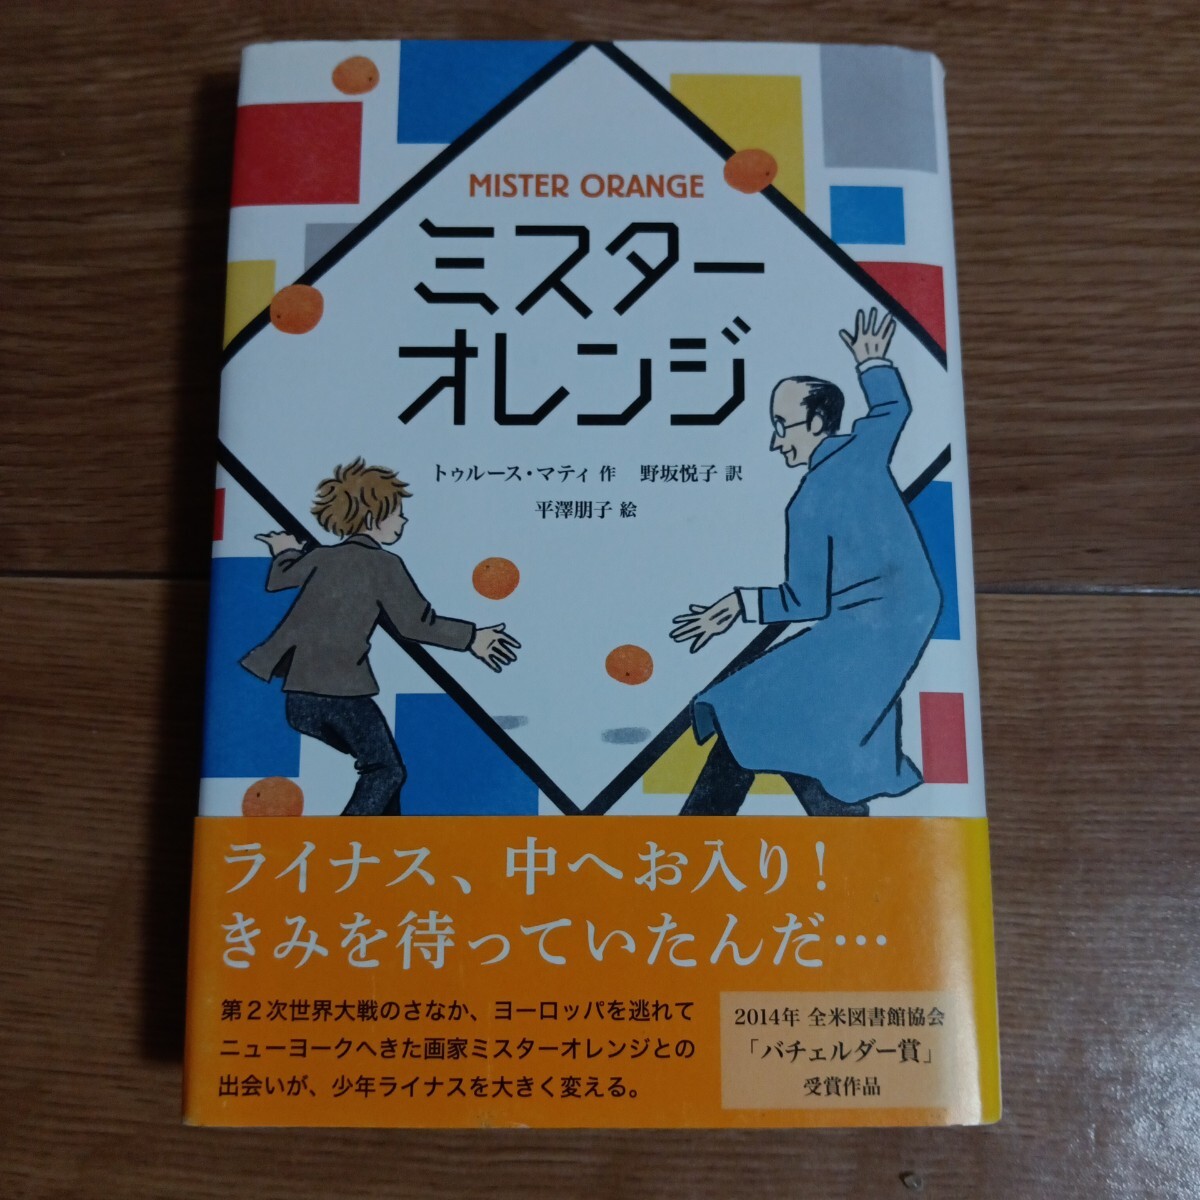 MISTER ORANGE
ミスター
オレンジ
トゥルース・マティ 作　野坂悦子 訳
平澤朋子 絵
ライナス、中へお入り！
きみを待っていたんだ…
第２次世界大戦のさなか、ヨーロッパを逃れて
ニューヨークへきた画家ミスターオレンジとの
出会いが、少年ライナスを大きく変える。
2014年 全米図書館協会
「バチェルダー賞」
受賞作品